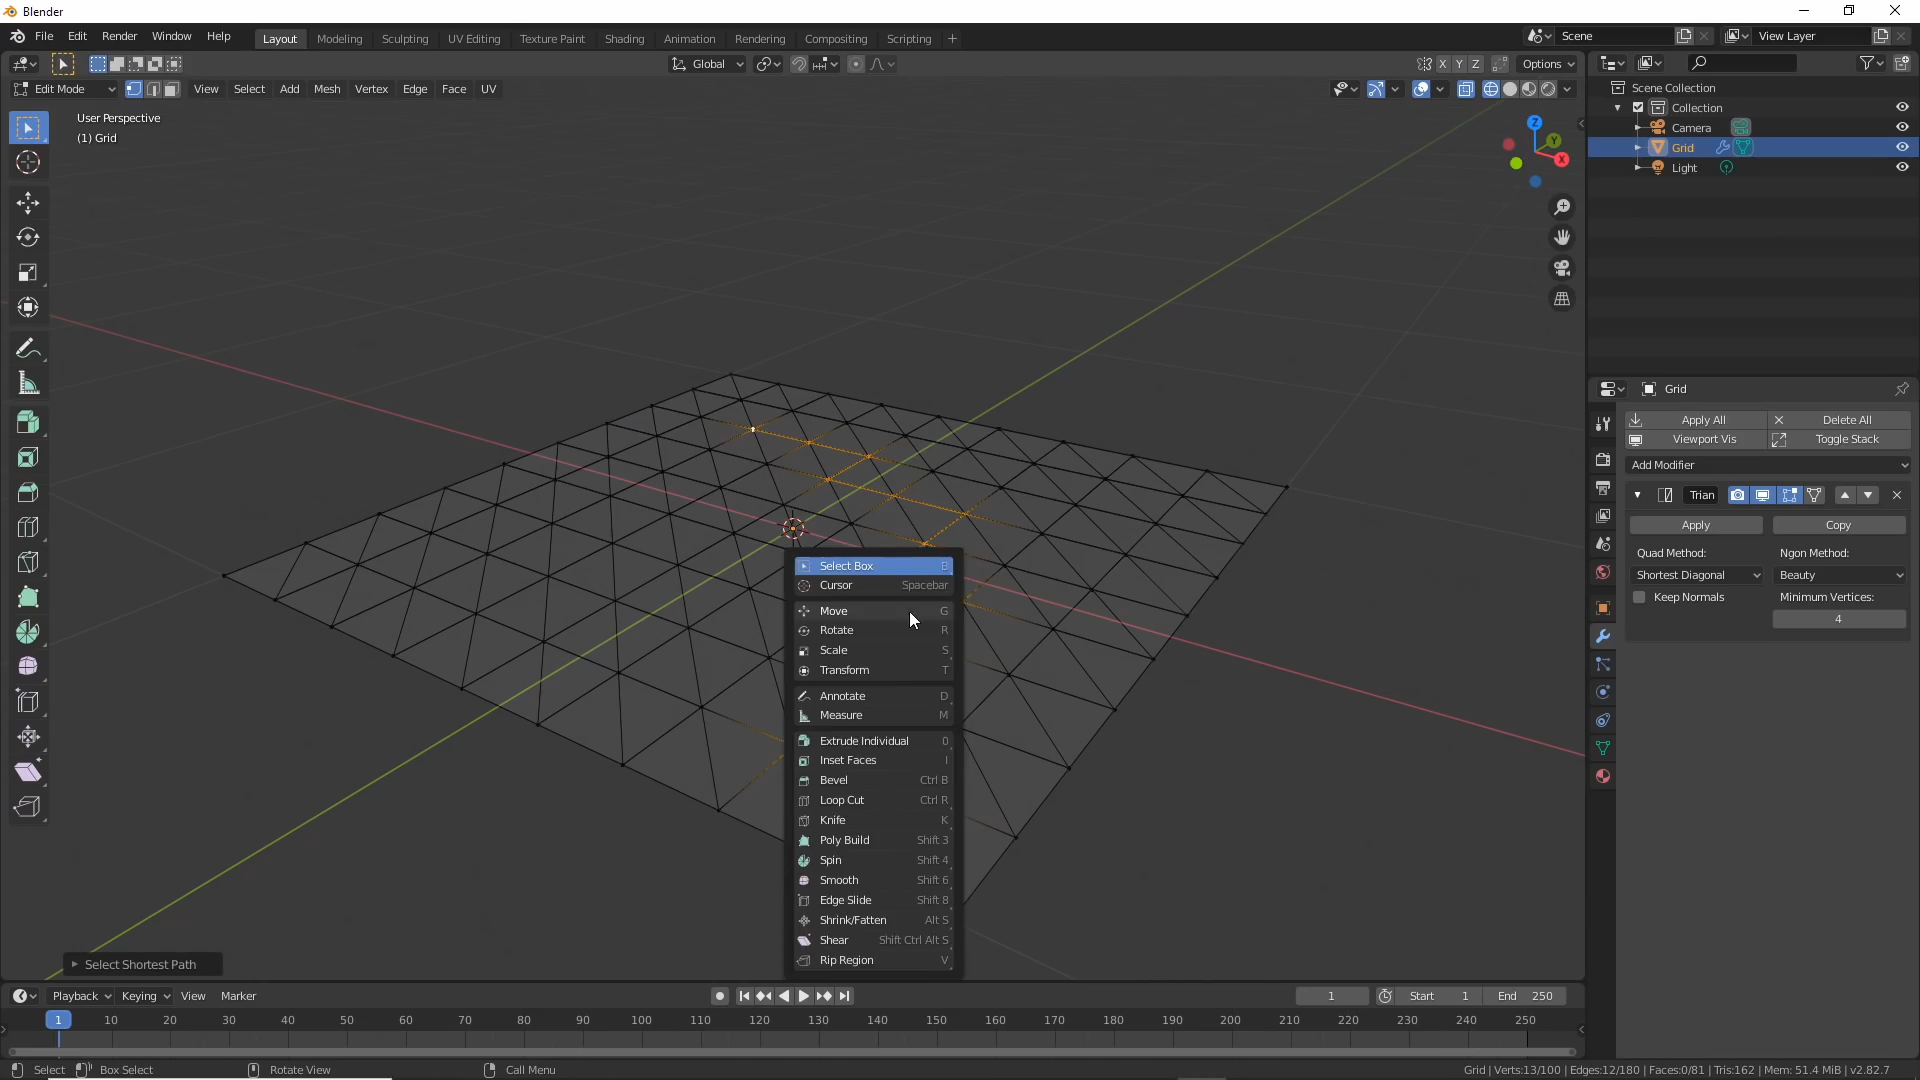 Blender
File Edit Render Window Help
Layout Modeling Sculpting UV Editing Texture Paint Shading Animation Rendering Compositing Scripting +
Scene View Layer
Global X Y Z Options
Edit Mode View Select Add Mesh Vertex Edge Face UV
User Perspective
(1) Grid
Z Y X
Scene Collection
Collection
Camera
Grid
Light
Grid
Apply All Delete All
Viewport Vis Toggle Stack
Add Modifier
Trian
Apply Copy
Quad Method: Ngon Method:
Shortest Diagonal Beauty
Keep Normals Minimum Vertices:
4
Select Box B
Cursor Spacebar
Move G
Rotate R
Scale S
Transform T
Annotate D
Measure M
Extrude Individual 0
Inset Faces I
Bevel Ctrl B
Loop Cut Ctrl R
Knife K
Poly Build Shift 3
Spin Shift 4
Smooth Shift 6
Edge Slide Shift 8
Shrink/Fatten Alt S
Shear Shift Ctrl Alt S
Rip Region V
Select Shortest Path
Playback Keying View Marker 1 Start 1 End 250
1 10 20 30 40 50 60 70 80 90 100 110 120 130 140 150 160 170 180 190 200 210 220 230 240 250
Select Box Select Rotate View Call Menu Grid | Verts:13/100 | Edges:12/180 | Faces:0/81 | Tris:162 | Mem: 51.4 MiB | v2.82.7